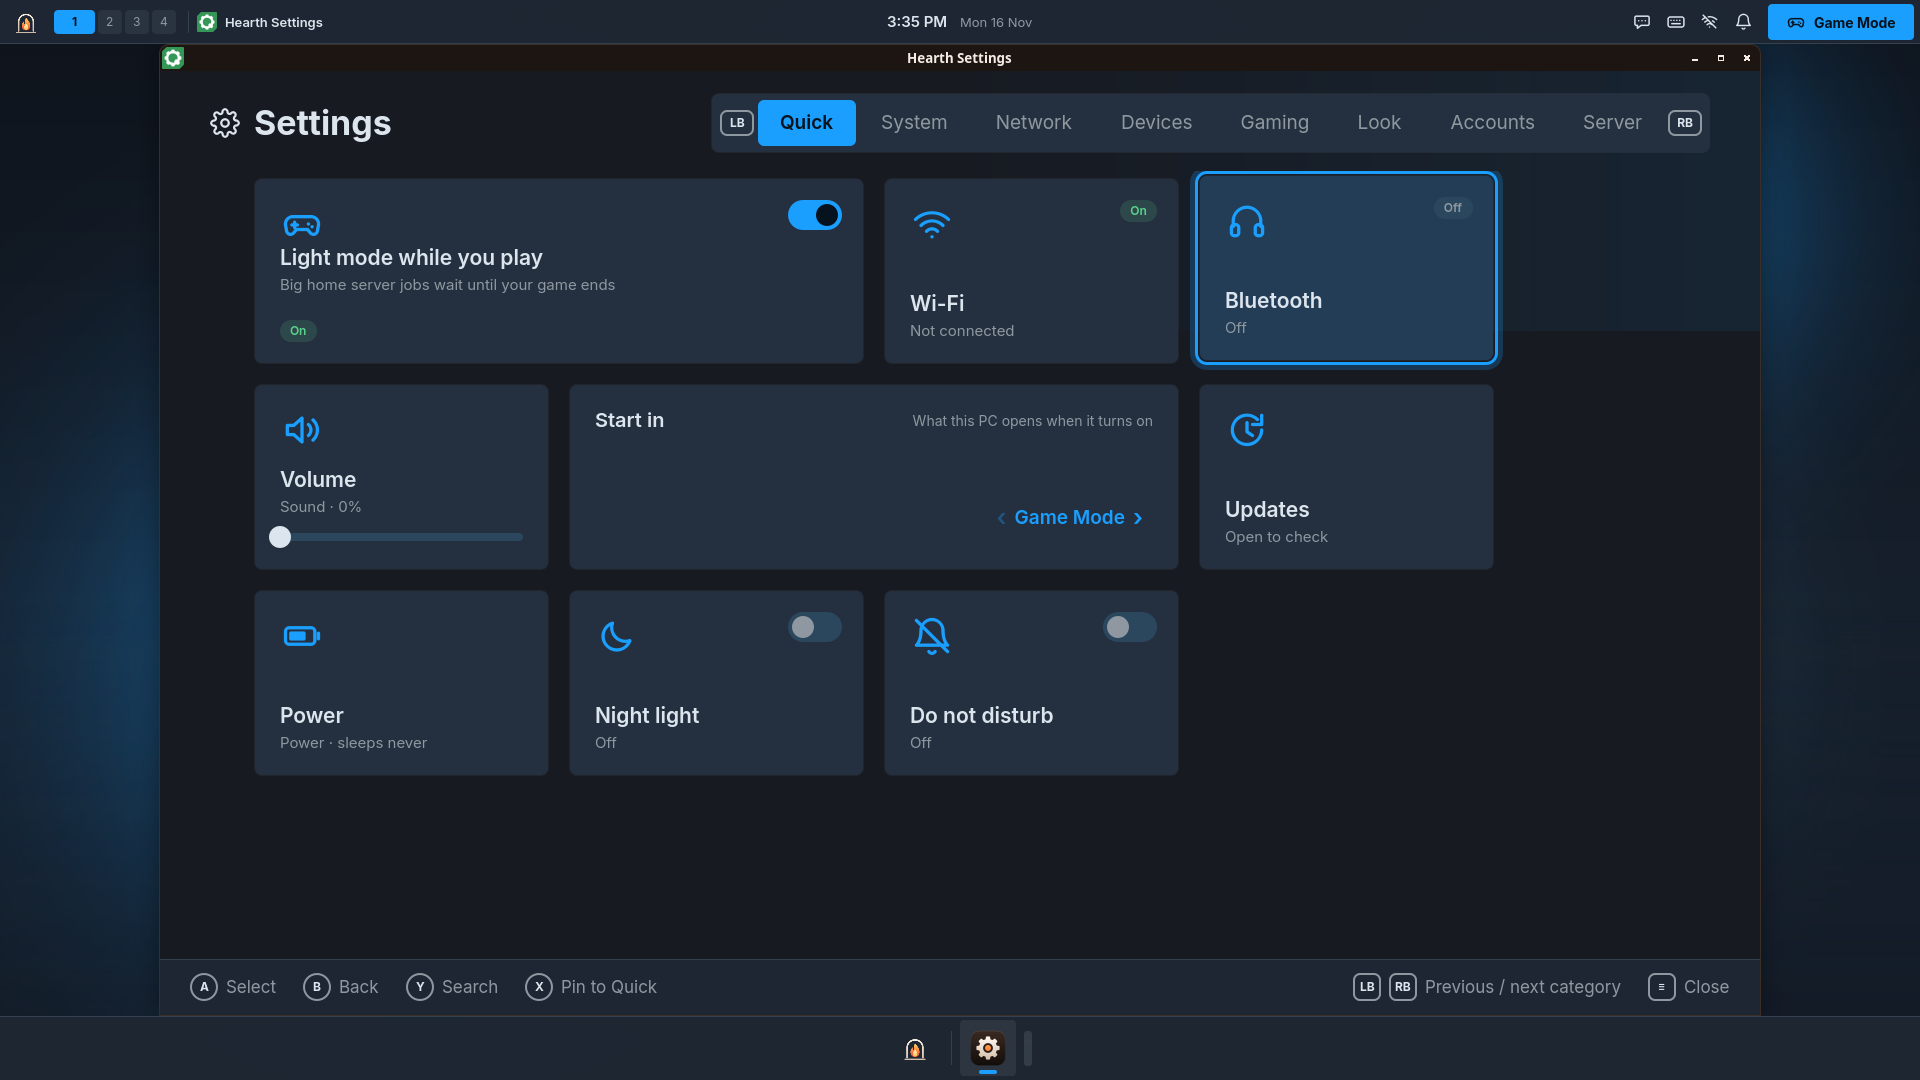 1 2 3 4 Hearth Settings 3:35 PM Mon 16 Nov Game Mode
Hearth Settings
Settings LB Quick System Network Devices Gaming Look Accounts Server RB
Light mode while you play
Big home server jobs wait until your game ends
On
On
Wi-Fi
Not connected
Off
Bluetooth
Off
Volume
Sound · 0%
Start in
What this PC opens when it turns on
‹ Game Mode ›
Updates
Open to check
Power
Power · sleeps never
Night light
Off
Do not disturb
Off
A Select B Back Y Search X Pin to Quick LB RB Previous / next category ≡ Close